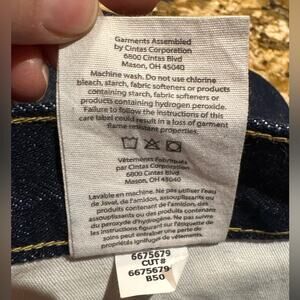 Garments Assembled
by Cintas Corporation
6800 Cintas Blvd
Mason, OH 45040
Machine wash. Do not use chlorine
bleach, starch, fabric softeners or products
containing starch, fabric softeners or
products containing hydrogen peroxide.
Failure to follow the instructions of this
care label could result in a loss of garment
flame resistant properties.
Vêtements fabriqués
par Cintas Corporation
6800 Cintas Blvd
Mason, OH 45040
Lavable en machine. Ne pas utiliser l'eau
de Javal, de l'amidon, assouplissants ou
produits contenant de l'amidon,
assouplissants ou des produits contenant
du peroxyde. Ne pas suivre
les instructions figurant sur l'étiquette de
soins peut entraîner une perte de
propriétés ignifuges de vêtements.
6675679
CUT#
6675679
B50